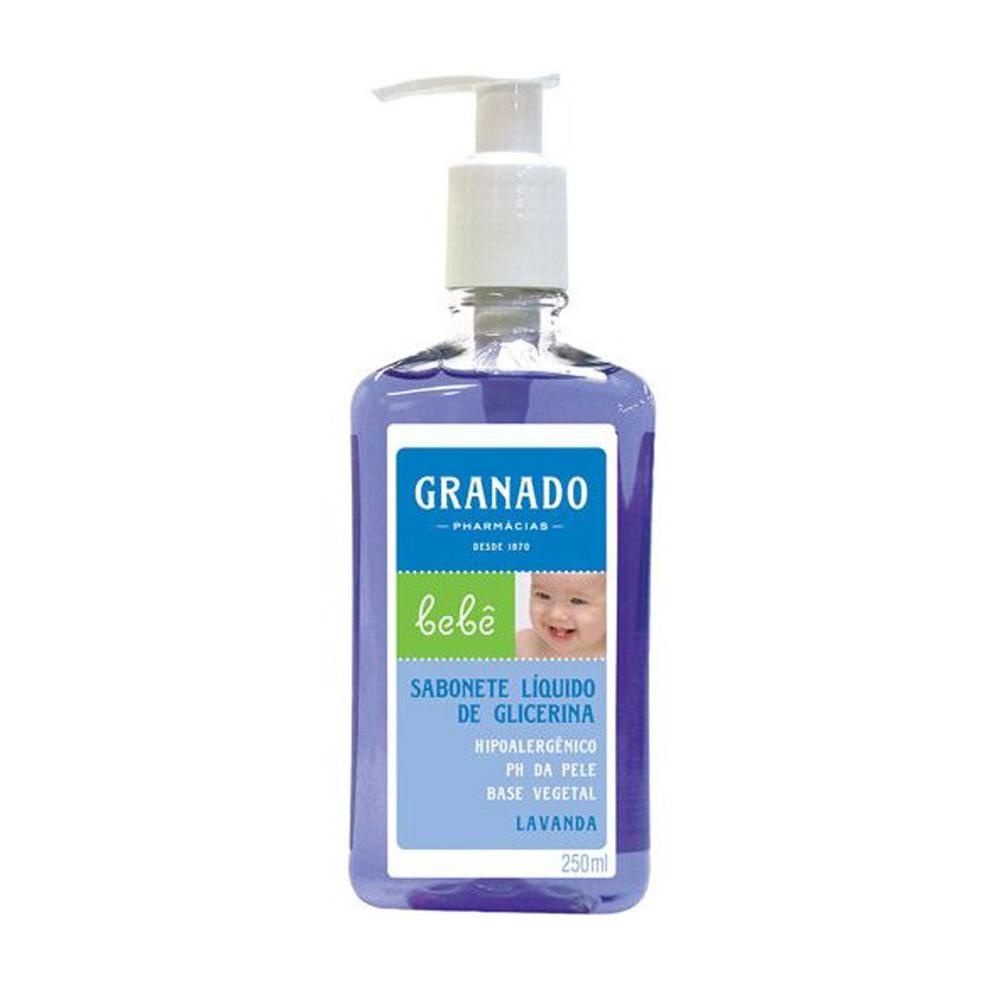 GRANADO
PHARMÁCIAS
DESDE 1870
bebê
SABONETE LÍQUIDO
DE GLICERINA
HIPOALERGÊNICO
PH DA PELE
BASE VEGETAL
LAVANDA
250ml